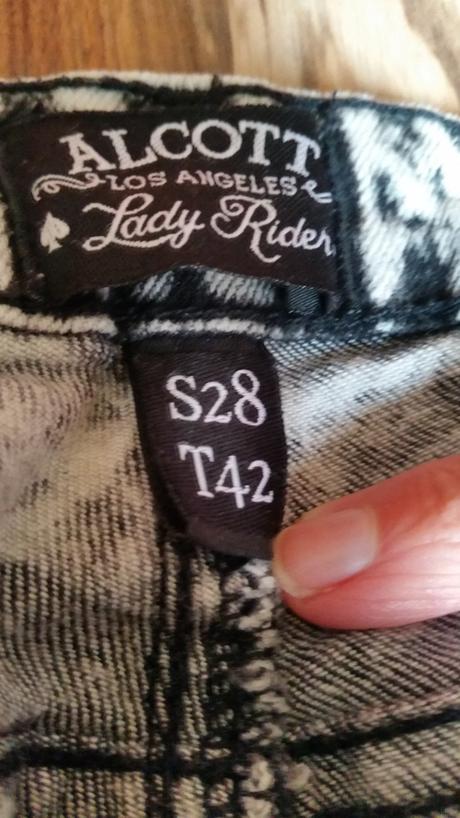 ALCOTT
LOS ANGELES
Lady Rider
S28
T42